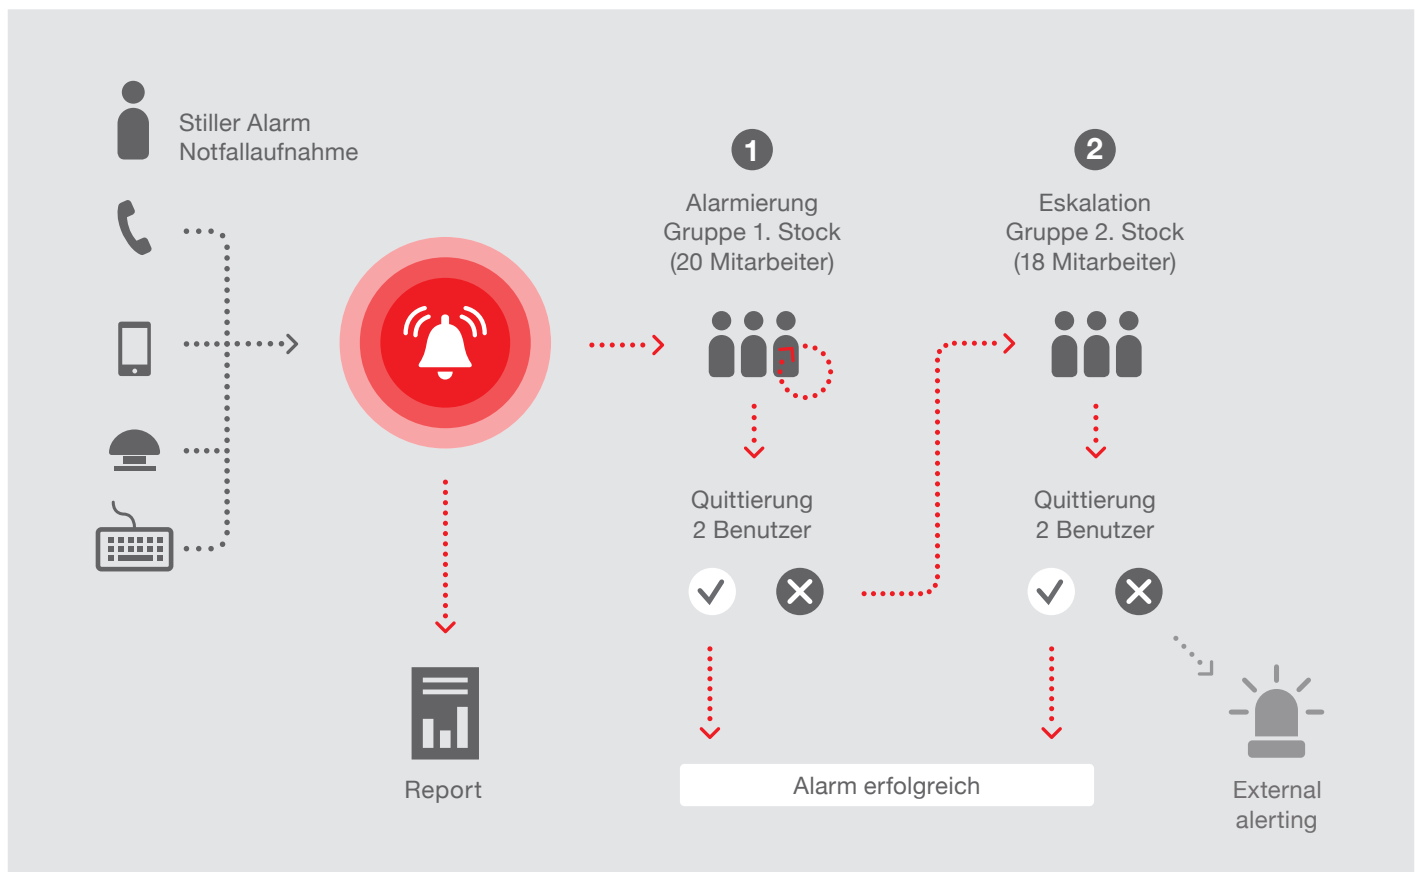 Stiller Alarm
Notfallaufnahme
1
Alarmierung
Gruppe 1. Stock
(20 Mitarbeiter)
2
Eskalation
Gruppe 2. Stock
(18 Mitarbeiter)
Quittierung
2 Benutzer
Quittierung
2 Benutzer
Report
Alarm erfolgreich
External
alerting